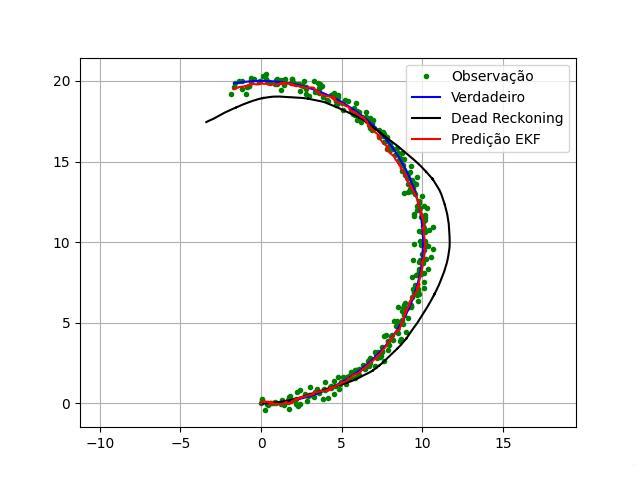 Observação
Verdadeiro
Dead Reckoning
Predição EKF
20
15
10
5
0
−10 −5 0 5 10 15